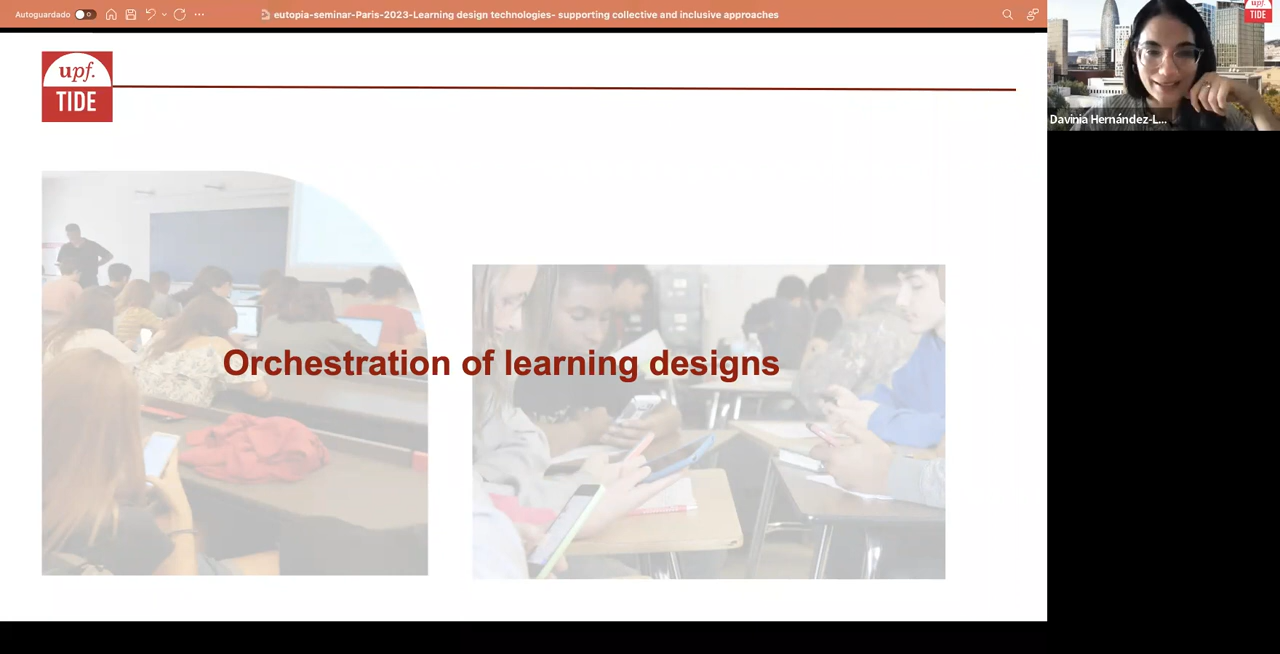 Autoguardado
eutopia-seminar-Paris-2023-Learning design technologies- supporting collective and inclusive approaches
upf.
TIDE
upf.
TIDE
Davinia Hernández-L...
Orchestration of learning designs